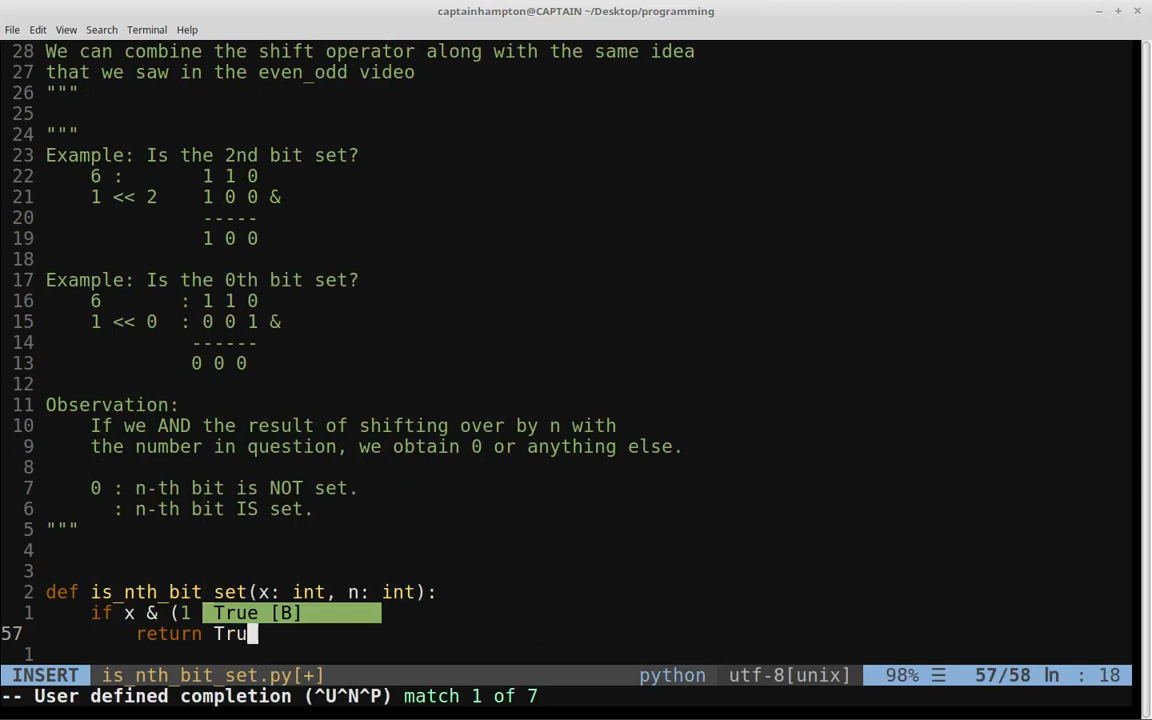 captainhampton@CAPTAIN ~/Desktop/programming
File Edit View Search Terminal Help
28 We can combine the shift operator along with the same idea
27 that we saw in the even_odd video
26 """
25
24 """
23 Example: Is the 2nd bit set?
22     6 :       1 1 0
21     1 << 2    1 0 0 &
20               -----
19               1 0 0
18
17 Example: Is the 0th bit set?
16     6       : 1 1 0
15     1 << 0  : 0 0 1 &
14              ------
13              0 0 0
12
11 Observation:
10     If we AND the result of shifting over by n with
9     the number in question, we obtain 0 or anything else.
8
7     0 : n-th bit is NOT set.
6       : n-th bit IS set.
5 """
4
3
2 def is_nth_bit_set(x: int, n: int):
1     if x & (1 True [B]
57         return Tru
1
INSERT is_nth_bit_set.py[+] python utf-8[unix] 98% ☰ 57/58 ln : 18
-- User defined completion (^U^N^P) match 1 of 7